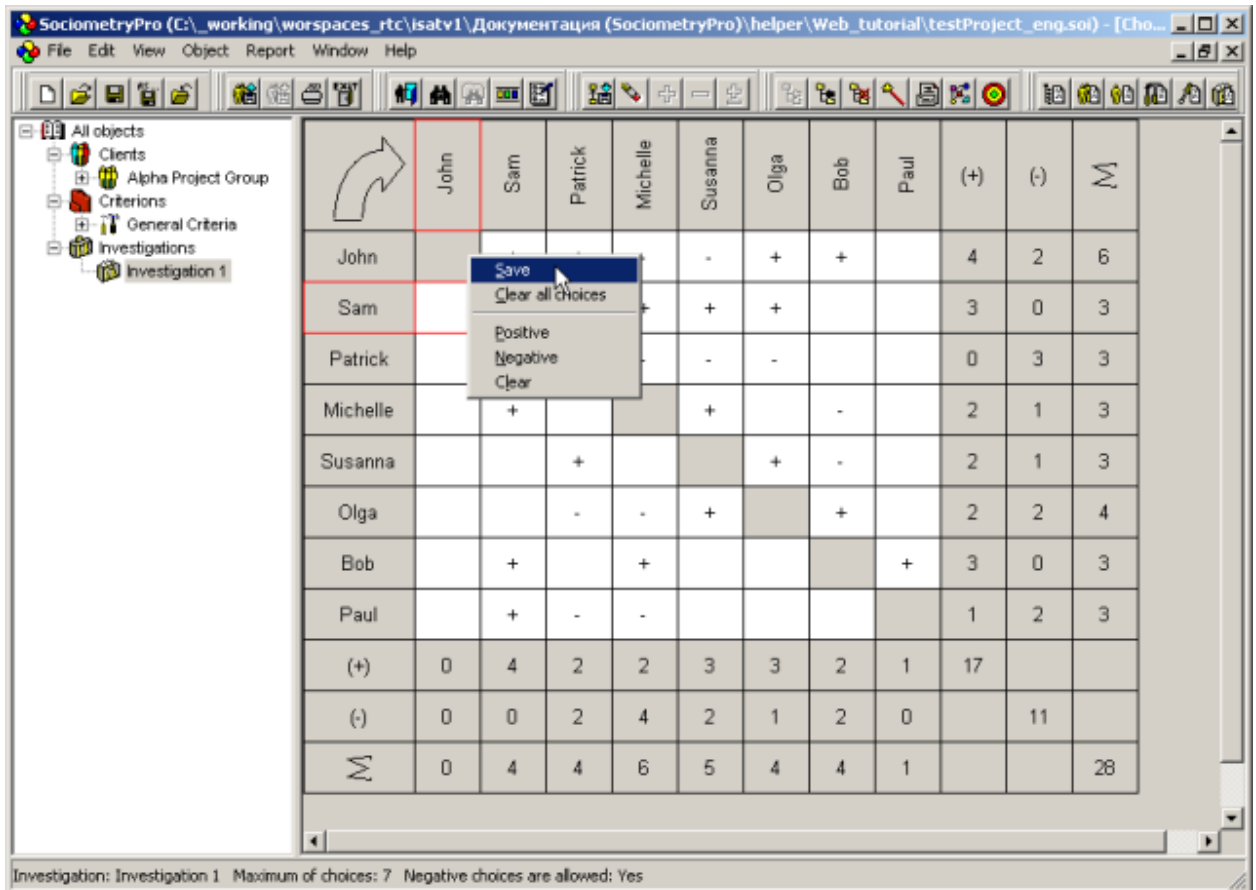 SociometryPro (C:\_working\worspaces_rtc\isatv1\Документация (SociometryPro)\helper\Web_tutorial\testProject_eng.soi) - [Cho...
File Edit View Object Report Window Help
All objects
Clients
Alpha Project Group
Criterions
General Criteria
Investigations
Investigation 1
John Sam Patrick Michelle Susanna Olga Bob Paul (+) (-) Σ
John - + + 4 2 6
Sam + + + 3 0 3
Patrick - - - 0 3 3
Michelle + + - 2 1 3
Susanna + + - 2 1 3
Olga - - + + 2 2 4
Bob + + + 3 0 3
Paul + - - 1 2 3
(+) 0 4 2 2 3 3 2 1 17
(-) 0 0 2 4 2 1 2 0 11
Σ 0 4 4 6 5 4 4 1 28
Save
Clear all choices
Positive
Negative
Clear
Investigation: Investigation 1 Maximum of choices: 7 Negative choices are allowed: Yes